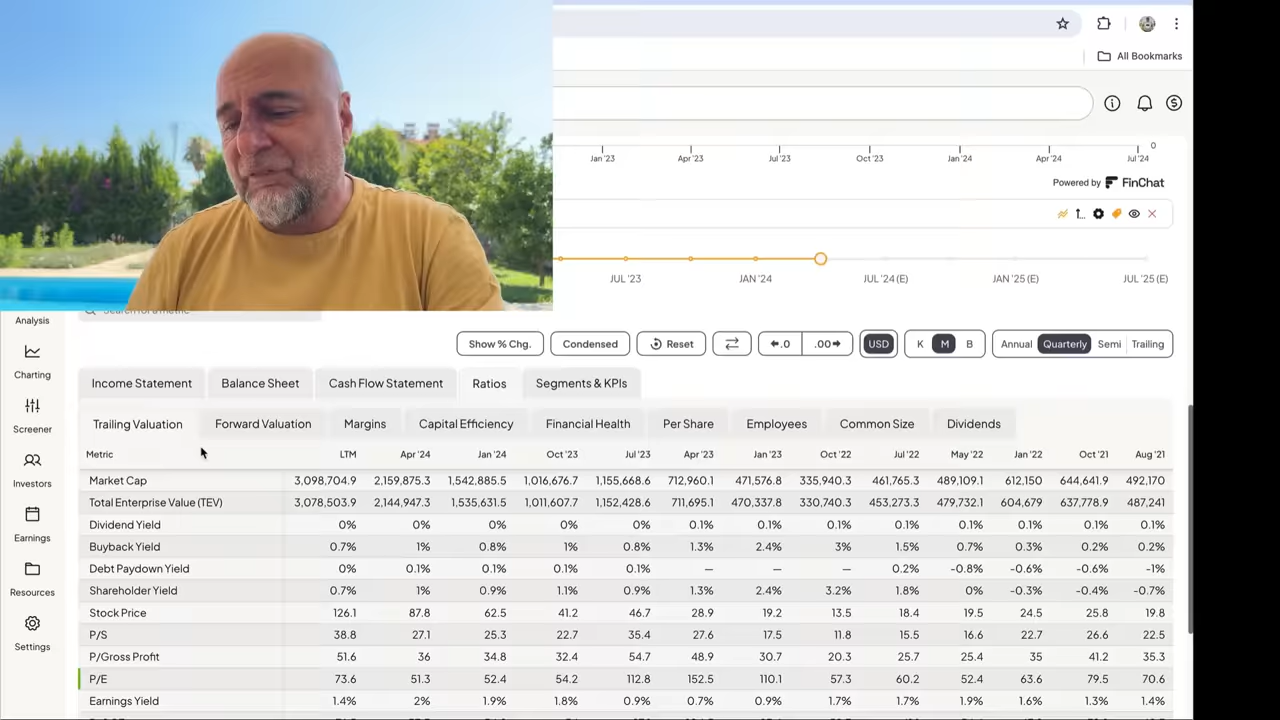 All Bookmarks
0
Jan '23 Apr '23 Jul '23 Oct '23 Jan '24 Apr '24 Jul '24
Powered by FinChat
JUL '23 JAN '24 JUL '24 (E) JAN '25 (E) JUL '25 (E)
Search for a metric
Analysis
Charting
Screener
Investors
Earnings
Resources
Settings
Show % Chg. Condensed Reset .0 .00 USD K M B Annual Quarterly Semi Trailing
Income Statement Balance Sheet Cash Flow Statement Ratios Segments & KPIs
Trailing Valuation Forward Valuation Margins Capital Efficiency Financial Health Per Share Employees Common Size Dividends
Metric LTM Apr '24 Jan '24 Oct '23 Jul '23 Apr '23 Jan '23 Oct '22 Jul '22 May '22 Jan '22 Oct '21 Aug '21
Market Cap 3,098,704.9 2,159,875.3 1,542,885.5 1,016,676.7 1,155,668.6 712,960.1 471,576.8 335,940.3 461,765.3 489,109.1 612,150 644,641.9 492,170
Total Enterprise Value (TEV) 3,078,503.9 2,144,947.3 1,535,631.5 1,011,607.7 1,152,428.6 711,695.1 470,337.8 330,740.3 453,273.3 479,732.1 604,679 637,778.9 487,241
Dividend Yield 0% 0% 0% 0% 0% 0.1% 0.1% 0.1% 0.1% 0.1% 0.1% 0.1% 0.1%
Buyback Yield 0.7% 1% 0.8% 1% 0.8% 1.3% 2.4% 3% 1.5% 0.7% 0.3% 0.2% 0.2%
Debt Paydown Yield 0% 0.1% 0.1% 0.1% 0.1% — — — 0.2% -0.8% -0.6% -0.6% -1%
Shareholder Yield 0.7% 1% 0.9% 1.1% 0.9% 1.3% 2.4% 3.2% 1.8% 0% -0.3% -0.4% -0.7%
Stock Price 126.1 87.8 62.5 41.2 46.7 28.9 19.2 13.5 18.4 19.5 24.5 25.8 19.8
P/S 38.8 27.1 25.3 22.7 35.4 27.6 17.5 11.8 15.5 16.6 22.7 26.6 22.5
P/Gross Profit 51.6 36 34.8 32.4 54.7 48.9 30.7 20.3 25.7 25.4 35 41.2 35.3
P/E 73.6 51.3 52.4 54.2 112.8 152.5 110.1 57.3 60.2 52.4 63.6 79.5 70.6
Earnings Yield 1.4% 2% 1.9% 1.8% 0.9% 0.7% 0.9% 1.7% 1.7% 1.9% 1.6% 1.3% 1.4%